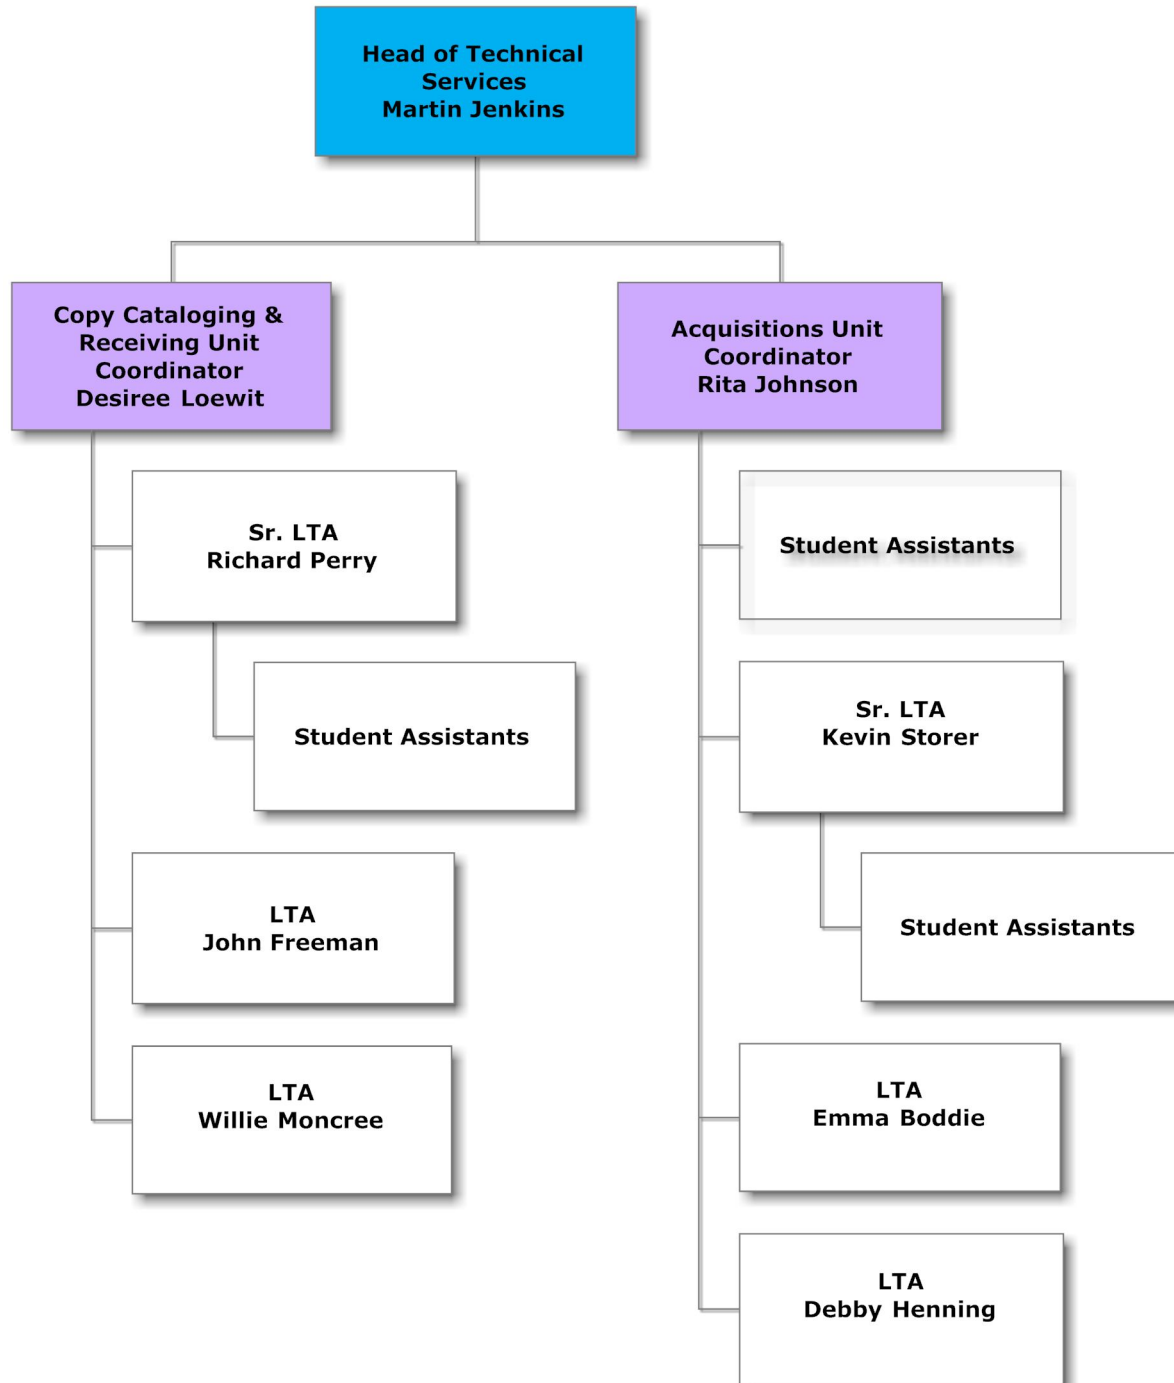 Head of Technical
Services
Martin Jenkins
Copy Cataloging &
Receiving Unit
Coordinator
Desiree Loewit
Acquisitions Unit
Coordinator
Rita Johnson
Sr. LTA
Richard Perry
Student Assistants
LTA
John Freeman
LTA
Willie Moncree
Student Assistants
Sr. LTA
Kevin Storer
Student Assistants
LTA
Emma Boddie
LTA
Debby Henning